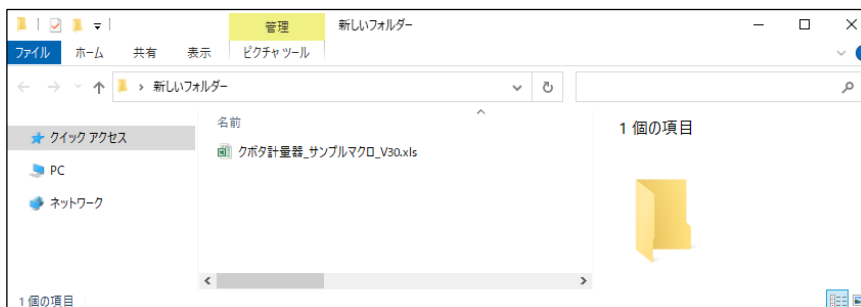 管理 新しいフォルダー
ファイル ホーム 共有 表示 ピクチャ ツール
新しいフォルダー
名前
1 個の項目
クイック アクセス
クボタ計量器_サンプルマクロ_V30.xls
PC
ネットワーク
1 個の項目